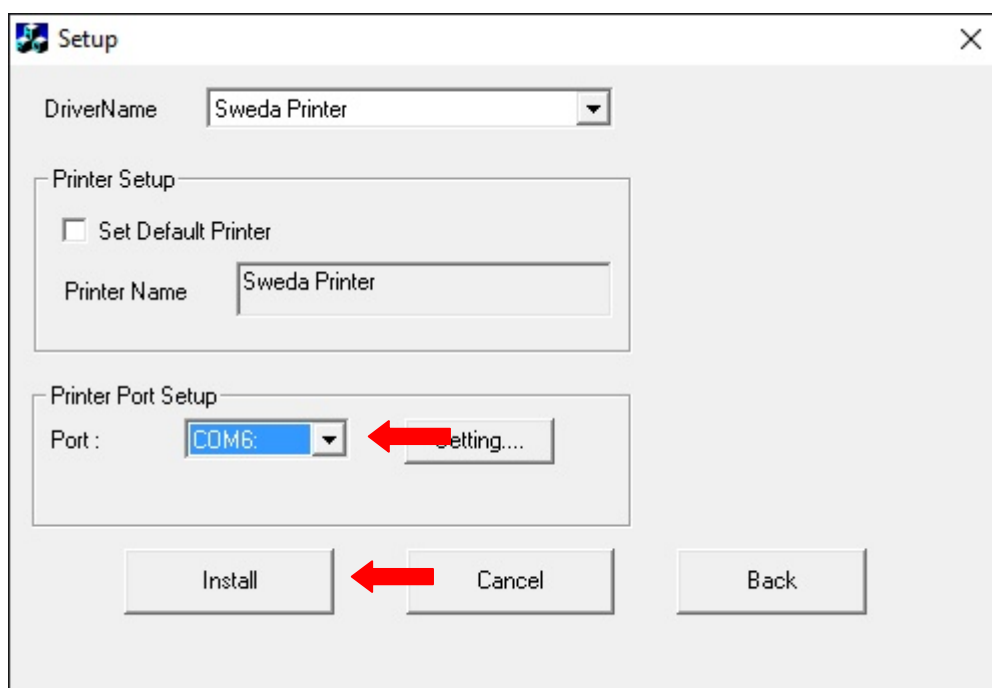 Setup
DriverName Sweda Printer
Printer Setup
Set Default Printer
Printer Name Sweda Printer
Printer Port Setup
Port : COM6: etting....
Install Cancel Back